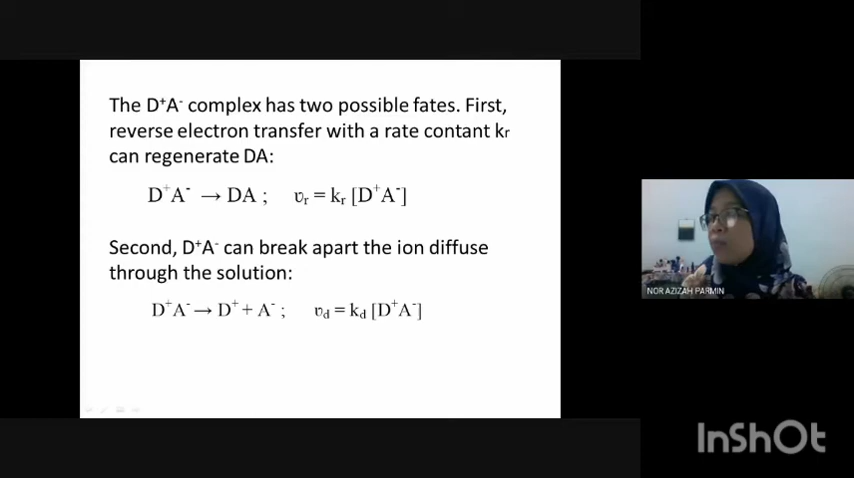 The D⁺A⁻ complex has two possible fates. First,
reverse electron transfer with a rate contant kᵣ
can regenerate DA:
D⁺A⁻ → DA ; υᵣ = kᵣ [D⁺A⁻]
Second, D⁺A⁻ can break apart the ion diffuse
through the solution:
D⁺A⁻ → D⁺ + A⁻ ; υd = kd [D⁺A⁻]
NOR AZIZAH PARMIN
InShOt